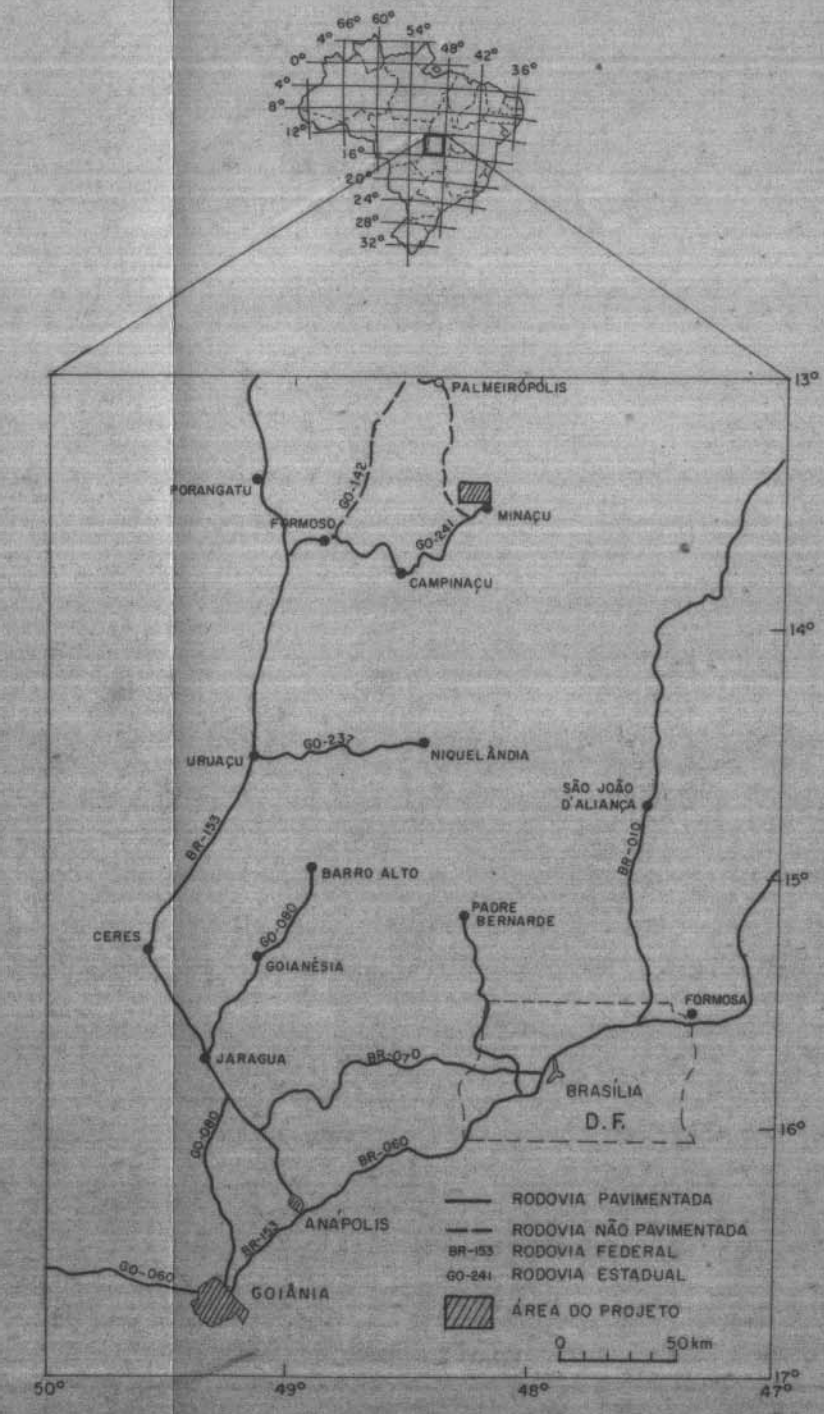 66° 60° 54° 48° 42° 36°
4°
0°
4°
8°
12°
16°
20°
24°
28°
32°
13°
PALMEIRÓPOLIS
PORANGATU
GO-142
MINAÇU
FORMOSO
GO-241
CAMPINAÇU
14°
URUAÇU
GO-237
NIQUELÂNDIA
SÃO JOÃO
D'ALIANÇA
BR-153
BR-010
BARRO ALTO
15°
PADRE
BERNARDE
CERES
GO-080
GOIANÉSIA
FORMOSA
JARAGUA
BR-070
BRASÍLIA
D.F.
16°
GO-080
BR-060
ANÁPOLIS
BR-153
GO-060
GOIÂNIA
RODOVIA PAVIMENTADA
RODOVIA NÃO PAVIMENTADA
BR-153 RODOVIA FEDERAL
GO-241 RODOVIA ESTADUAL
ÁREA DO PROJETO
0 50 km
17°
50° 49° 48° 47°